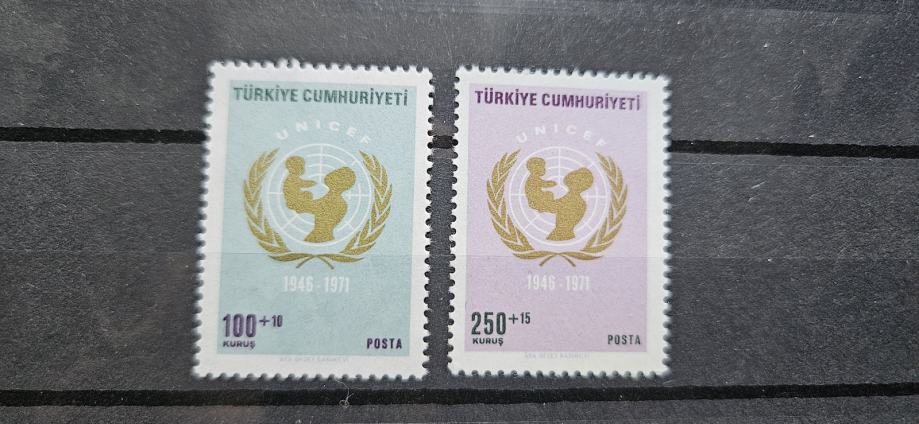 TÜRKİYE CUMHURİYETİ
UNICEF
1946 - 1971
100+10
KURUŞ
POSTA
TÜRKİYE CUMHURİYETİ
UNICEF
1946 - 1971
250+15
KURUŞ
POSTA